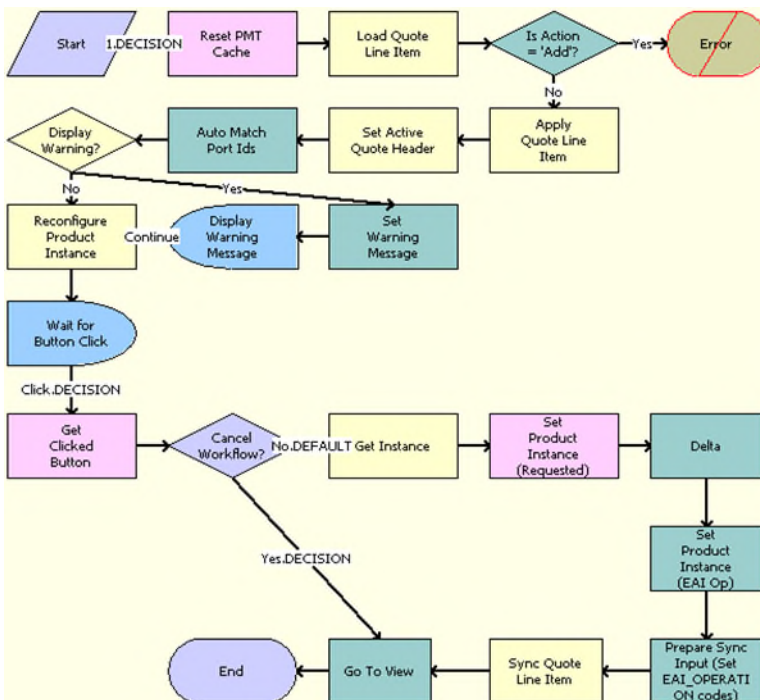 Start
1.DECISION
Reset PMT
Cache
Load Quote
Line Item
Is Action
= 'Add'?
Yes
Error
No
Display
Warning?
Auto Match
Port Ids
Set Active
Quote Header
Apply
Quote Line
Item
No
Yes
Reconfigure
Product
Instance
Continue
Display
Warning
Message
Set
Warning
Message
Wait for
Button Click
Click.DECISION
Get
Clicked
Button
Cancel
Workflow?
No.DEFAULT
Get Instance
Set
Product
Instance
(Requested)
Delta
Yes.DECISION
Set
Product
Instance
(EAI Op)
End
Go To View
Sync Quote
Line Item
Prepare Sync
Input (Set
EAI_OPERATI
ON codes)